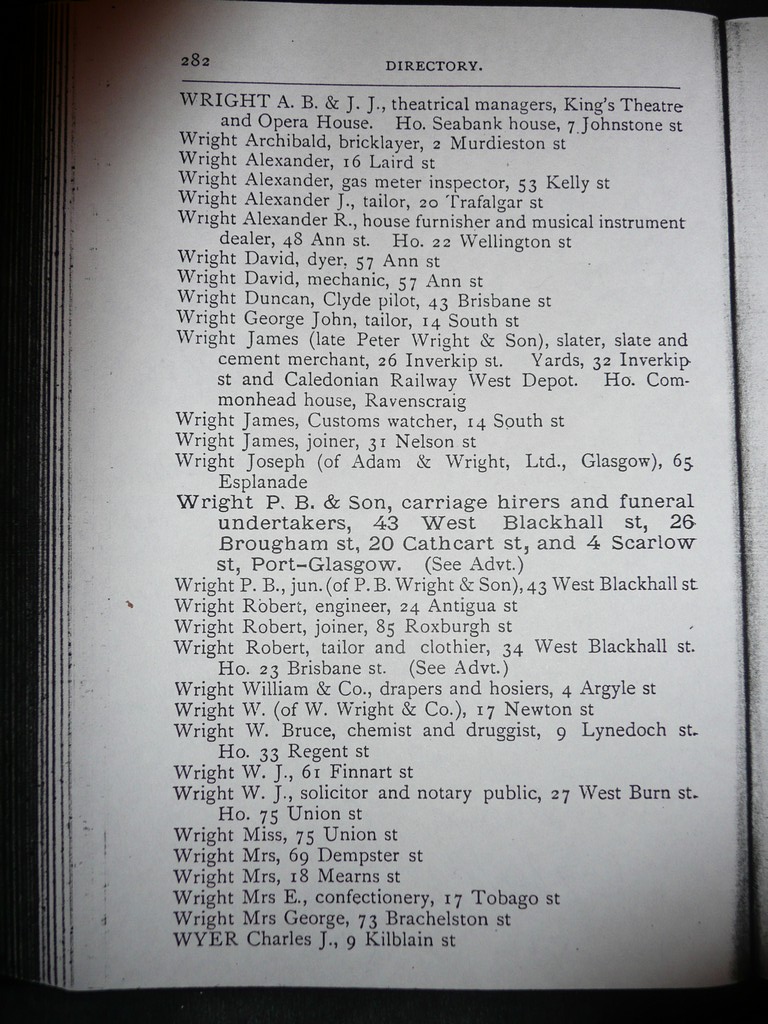 282
DIRECTORY.
WRIGHT A. B. & J. J., theatrical managers, King's Theatre
and Opera House. Ho. Seabank house, 7 Johnstone st
Wright Archibald, bricklayer, 2 Murdieston st
Wright Alexander, 16 Laird st
Wright Alexander, gas meter inspector, 53 Kelly st
Wright Alexander J., tailor, 20 Trafalgar st
Wright Alexander R., house furnisher and musical instrument
dealer, 48 Ann st. Ho. 22 Wellington st
Wright David, dyer, 57 Ann st
Wright David, mechanic, 57 Ann st
Wright Duncan, Clyde pilot, 43 Brisbane st
Wright George John, tailor, 14 South st
Wright James (late Peter Wright & Son), slater, slate and
cement merchant, 26 Inverkip st. Yards, 32 Inverkip
st and Caledonian Railway West Depot. Ho. Com-
monhead house, Ravenscraig
Wright James, Customs watcher, 14 South st
Wright James, joiner, 31 Nelson st
Wright Joseph (of Adam & Wright, Ltd., Glasgow), 65
Esplanade
Wright P. B. & Son, carriage hirers and funeral
undertakers, 43 West Blackhall st, 26
Brougham st, 20 Cathcart st, and 4 Scarlow
st, Port-Glasgow. (See Advt.)
Wright P. B., jun. (of P. B. Wright & Son), 43 West Blackhall st
Wright Robert, engineer, 24 Antigua st
Wright Robert, joiner, 85 Roxburgh st
Wright Robert, tailor and clothier, 34 West Blackhall st.
Ho. 23 Brisbane st. (See Advt.)
Wright William & Co., drapers and hosiers, 4 Argyle st
Wright W. (of W. Wright & Co.), 17 Newton st
Wright W. Bruce, chemist and druggist, 9 Lynedoch st.
Ho. 33 Regent st
Wright W. J., 61 Finnart st
Wright W. J., solicitor and notary public, 27 West Burn st.
Ho. 75 Union st
Wright Miss, 75 Union st
Wright Mrs, 69 Dempster st
Wright Mrs, 18 Mearns st
Wright Mrs E., confectionery, 17 Tobago st
Wright Mrs George, 73 Brachelston st
WYER Charles J., 9 Kilblain st